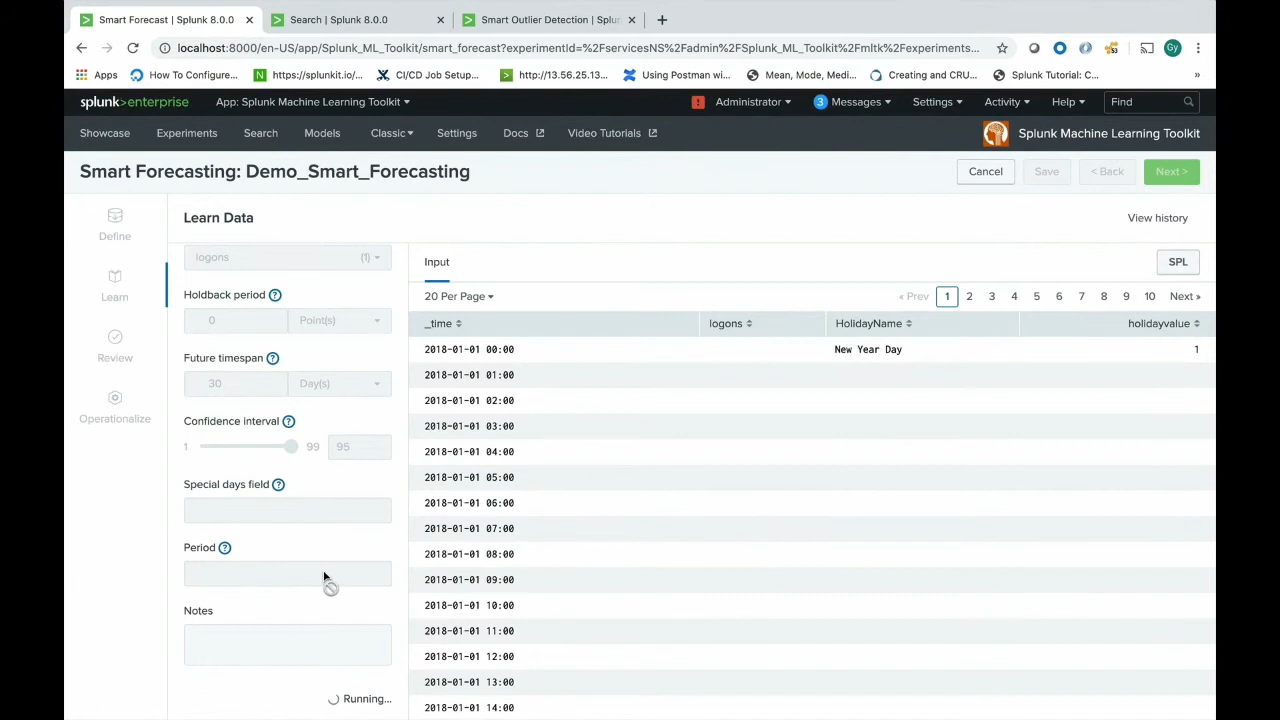 Smart Forecast | Splunk 8.0.0
Search | Splunk 8.0.0
Smart Outlier Detection | Splun
localhost:8000/en-US/app/Splunk_ML_Toolkit/smart_forecast?experimentId=%2FservicesNS%2Fadmin%2FSplunk_ML_Toolkit%2Fmltk%2Fexperiments...
Gy
Apps
How To Configure...
https://splunkit.io/...
CI/CD Job Setup...
http://13.56.25.13...
Using Postman wi...
Mean, Mode, Medi...
Creating and CRU...
Splunk Tutorial: C...
»
splunk>enterprise
App: Splunk Machine Learning Toolkit
! Administrator
3 Messages
Settings
Activity
Help
Find
Showcase
Experiments
Search
Models
Classic
Settings
Docs
Video Tutorials
Splunk Machine Learning Toolkit
Smart Forecasting: Demo_Smart_Forecasting
Cancel
Save
< Back
Next >
Define
Learn
Review
Operationalize
Learn Data
View history
logons (1)
Holdback period ?
0 Point(s)
Future timespan ?
30 Day(s)
Confidence interval ?
1 99 95
Special days field ?
Period ?
Notes
Running...
Input
SPL
20 Per Page
« Prev 1 2 3 4 5 6 7 8 9 10 Next »
_time logons HolidayName holidayvalue
2018-01-01 00:00 New Year Day 1
2018-01-01 01:00
2018-01-01 02:00
2018-01-01 03:00
2018-01-01 04:00
2018-01-01 05:00
2018-01-01 06:00
2018-01-01 07:00
2018-01-01 08:00
2018-01-01 09:00
2018-01-01 10:00
2018-01-01 11:00
2018-01-01 12:00
2018-01-01 13:00
2018-01-01 14:00